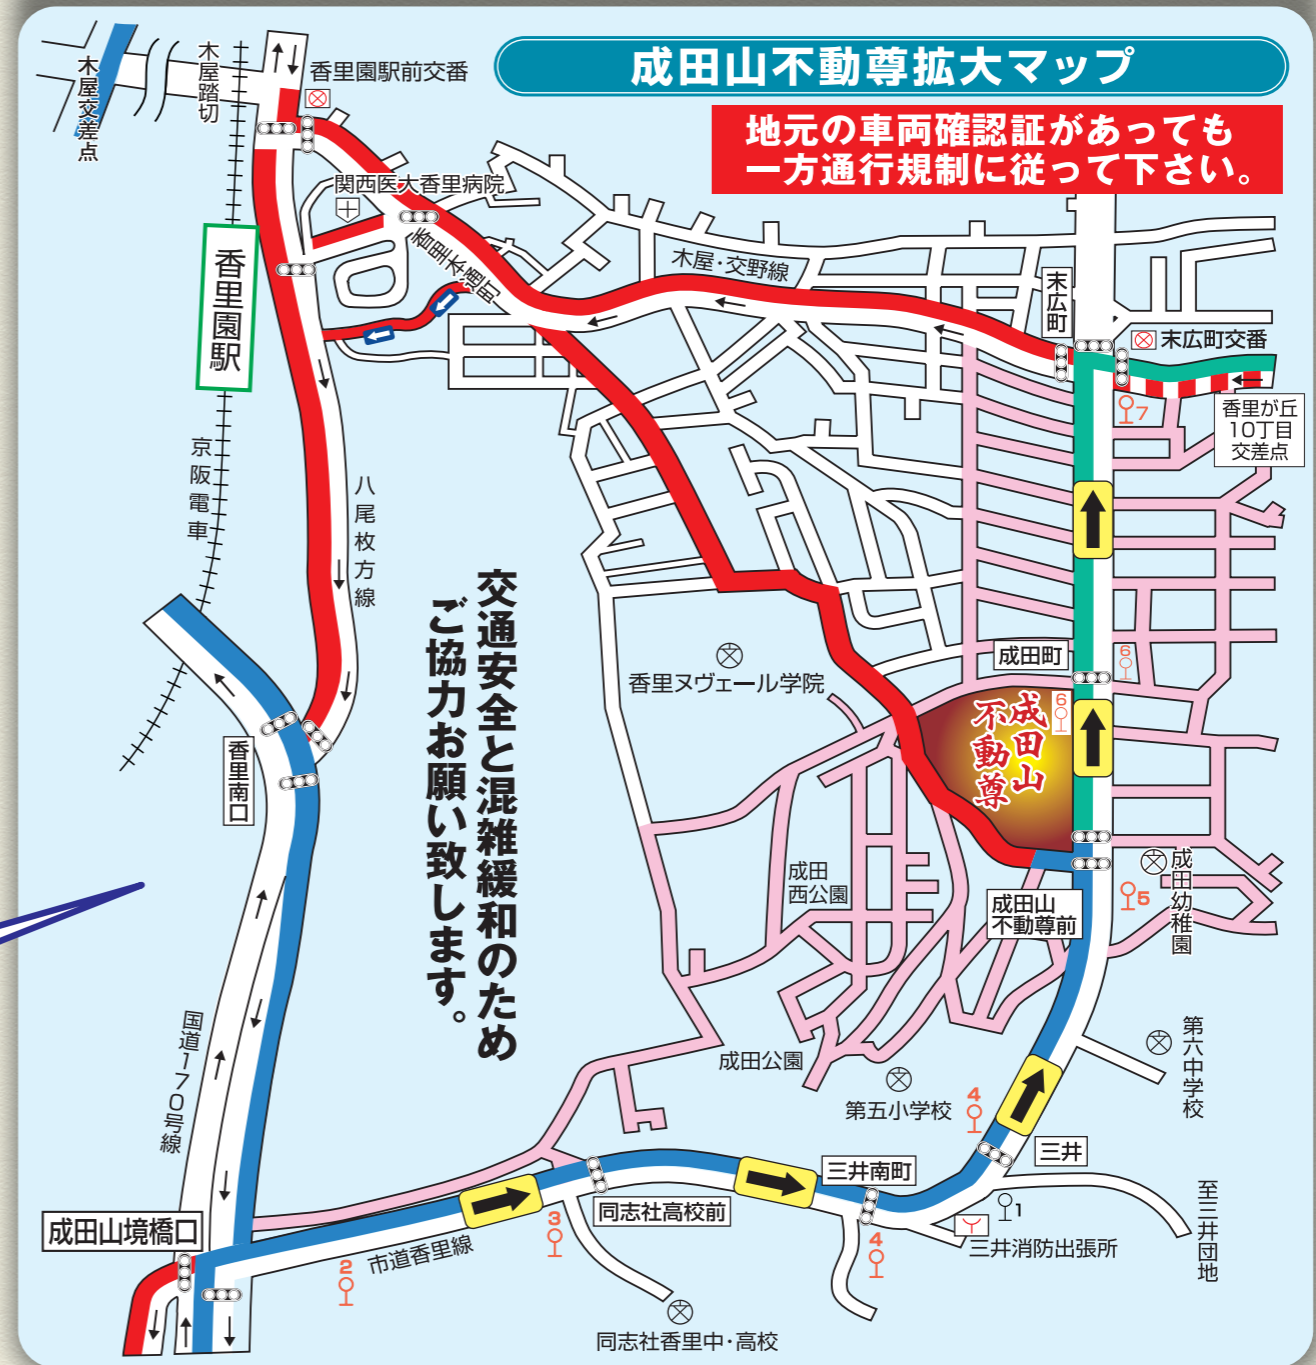 成田山不動尊拡大マップ
地元の車両確認証があっても
一方通行規制に従って下さい。
木屋交差点
木屋踏切
香里園駅前交番
関西医大香里病院
香里本通町
木屋・交野線
末広町
末広町交番
7
香里が丘
10丁目
交差点
香里園駅
京阪電車
八尾枚方線
交通安全と混雑緩和のため
ご協力お願い致します。
香里ヌヴェール学院
成田町
6
6
成田山
不動尊
香里南口
成田
西公園
成田山
不動尊前
5
成田幼稚園
国道170号線
成田公園
第五小学校
第六中学校
4
三井
三井南町
同志社高校前
1
三井消防出張所
至三井団地
成田山境橋口
市道香里線
2
3
4
同志社香里中・高校